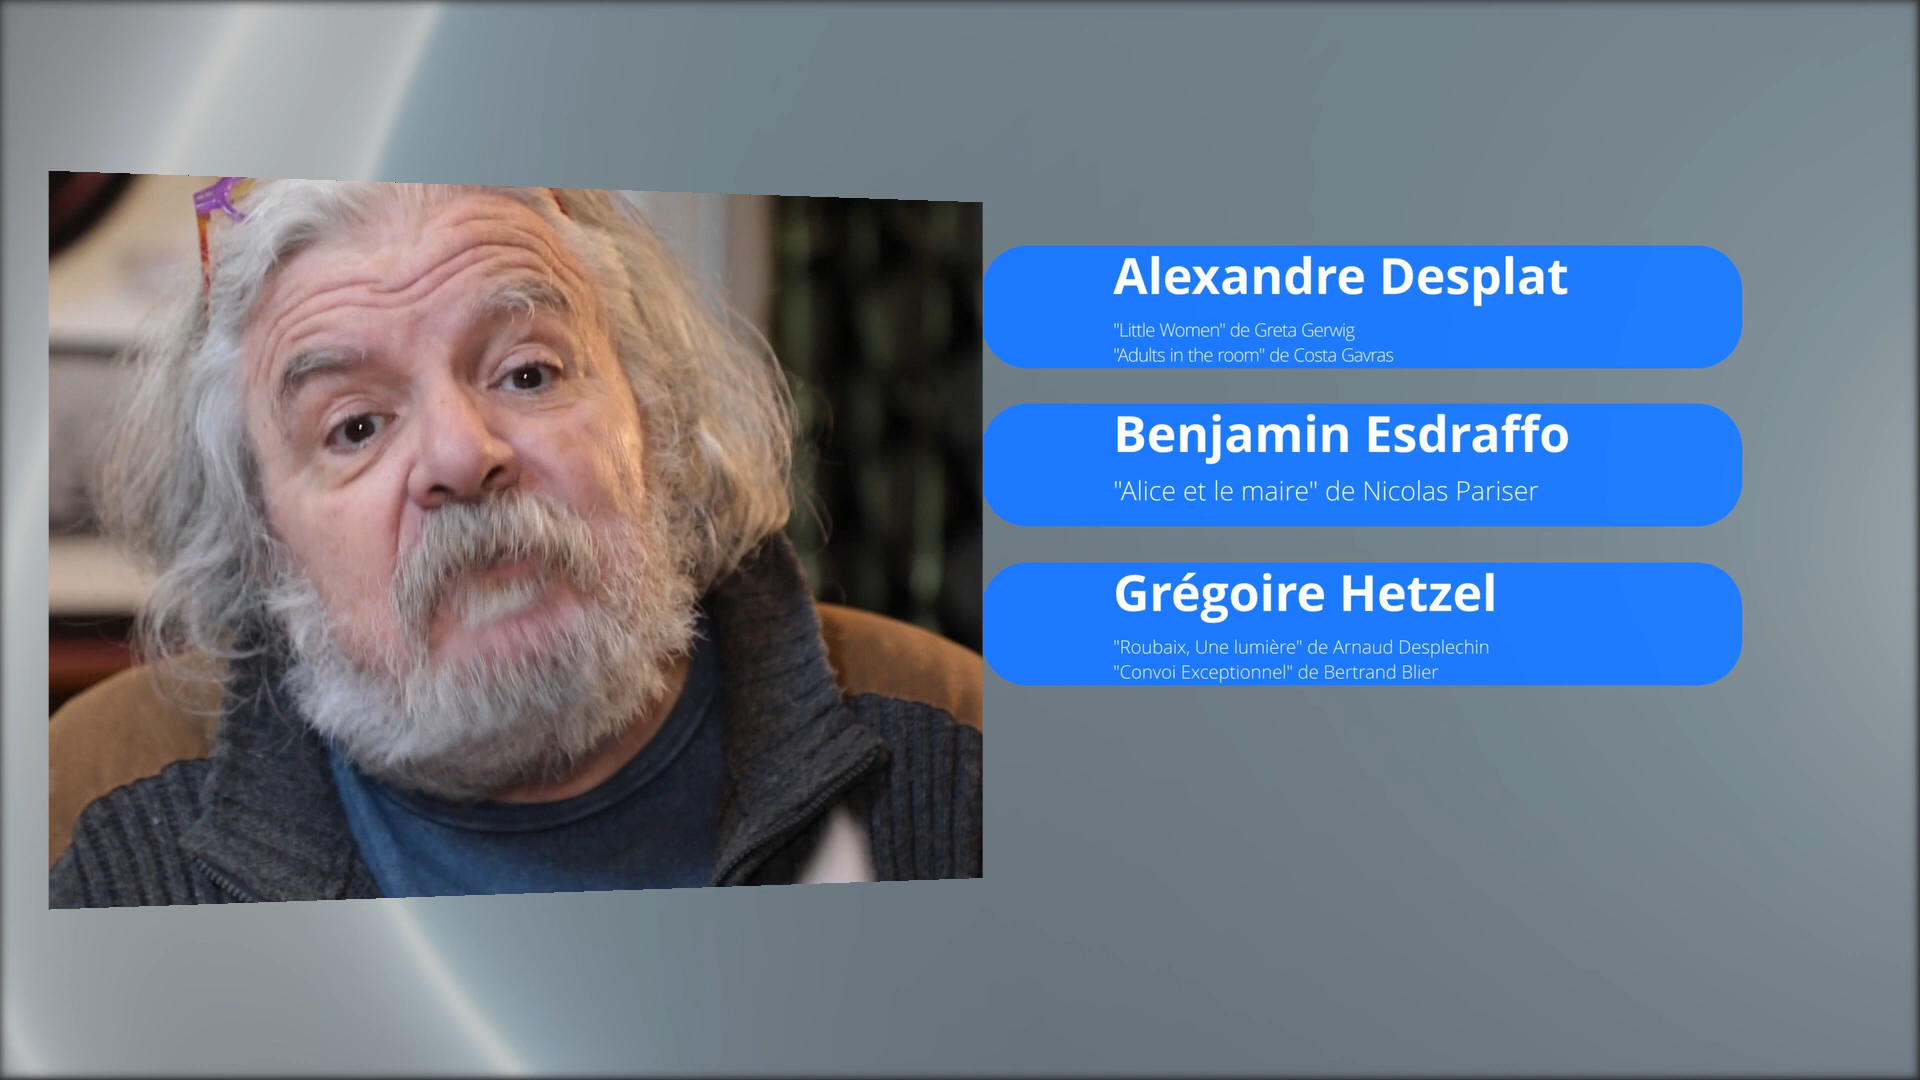 Alexandre Desplat
"Little Women" de Greta Gerwig
"Adults in the room" de Costa Gavras
Benjamin Esdraffo
"Alice et le maire" de Nicolas Pariser
Grégoire Hetzel
"Roubaix, Une lumière" de Arnaud Desplechin
"Convoi Exceptionnel" de Bertrand Blier